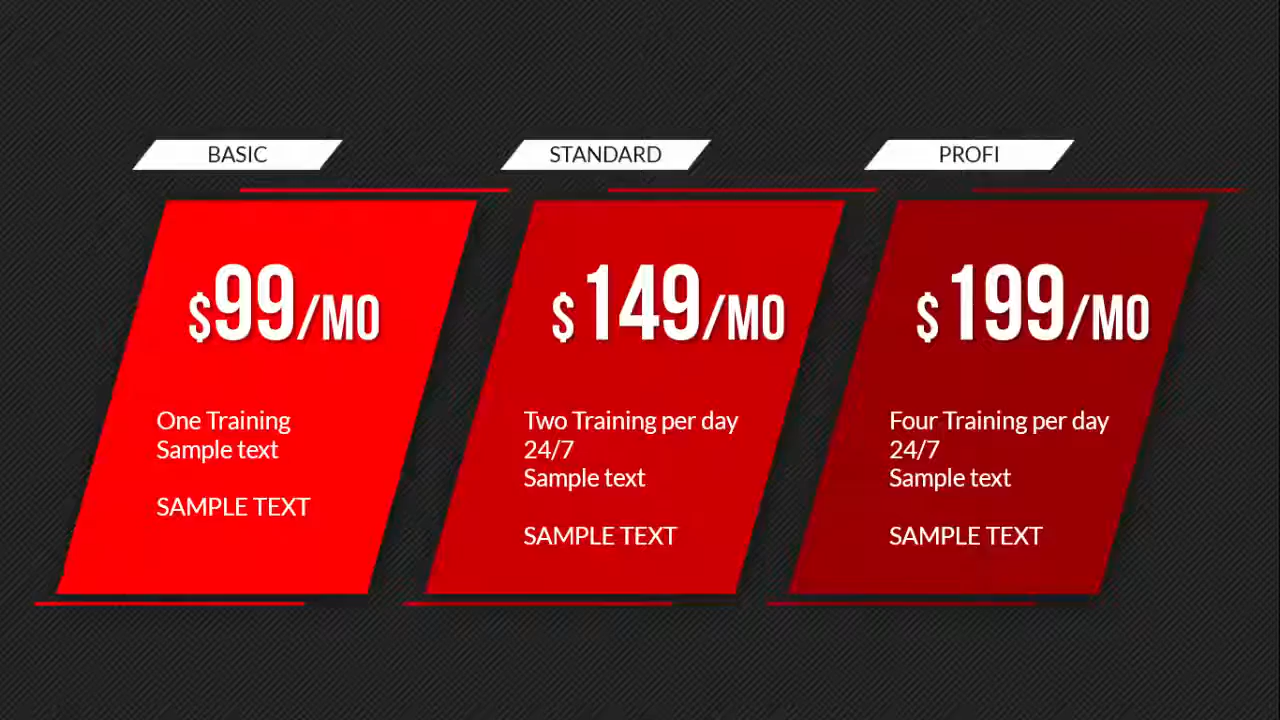 BASIC
$99/MO
One Training
Sample text
SAMPLE TEXT
STANDARD
$149/MO
Two Training per day
24/7
Sample text
SAMPLE TEXT
PROFI
$199/MO
Four Training per day
24/7
Sample text
SAMPLE TEXT